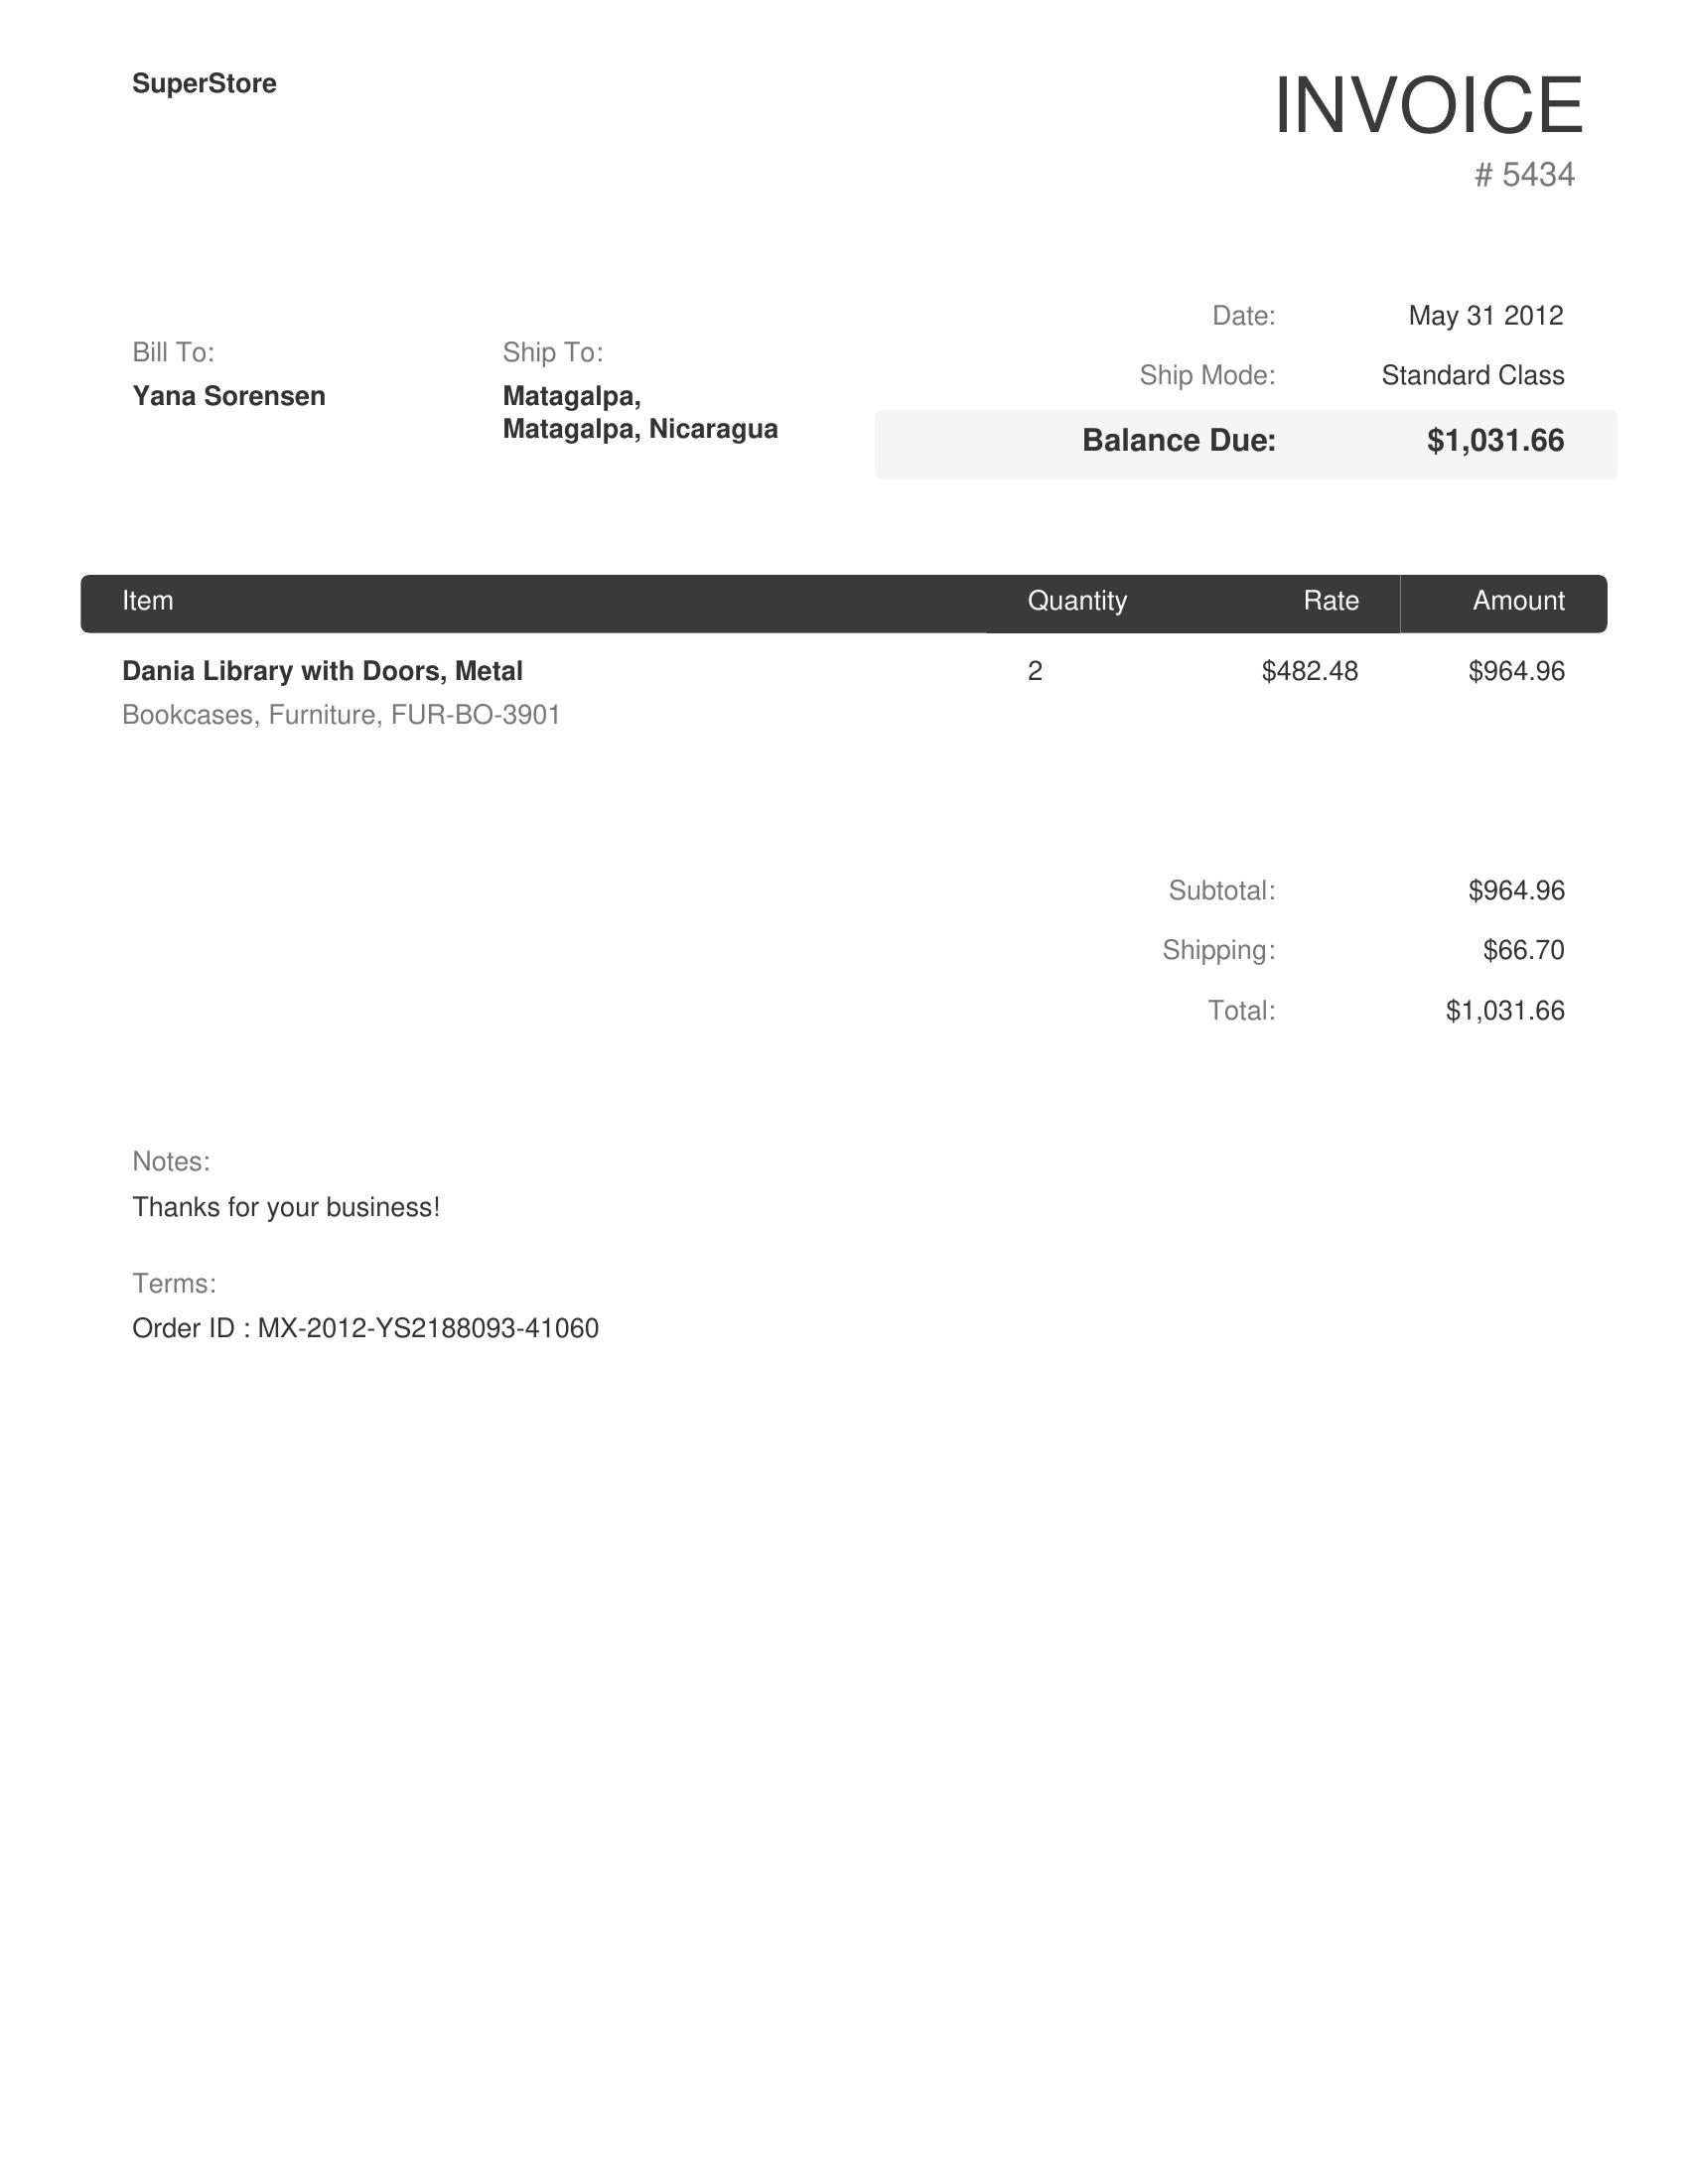 SuperStore
INVOICE
# 5434
Date: May 31 2012
Ship Mode: Standard Class
Balance Due: $1,031.66
Bill To:
Yana Sorensen
Ship To:
Matagalpa,
Matagalpa, Nicaragua
Item Quantity Rate Amount
Dania Library with Doors, Metal 2 $482.48 $964.96
Bookcases, Furniture, FUR-BO-3901
Subtotal: $964.96
Shipping: $66.70
Total: $1,031.66
Notes:
Thanks for your business!
Terms:
Order ID : MX-2012-YS2188093-41060